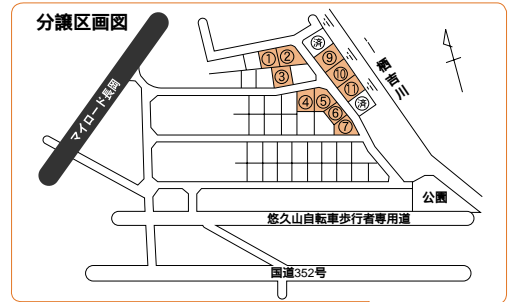 分譲区画図
マイロード長岡
済
①
②
③
⑨
⑩
⑪
済
④
⑤
⑥
⑦
栖吉川
公園
悠久山自転車歩行者専用道
国道352号